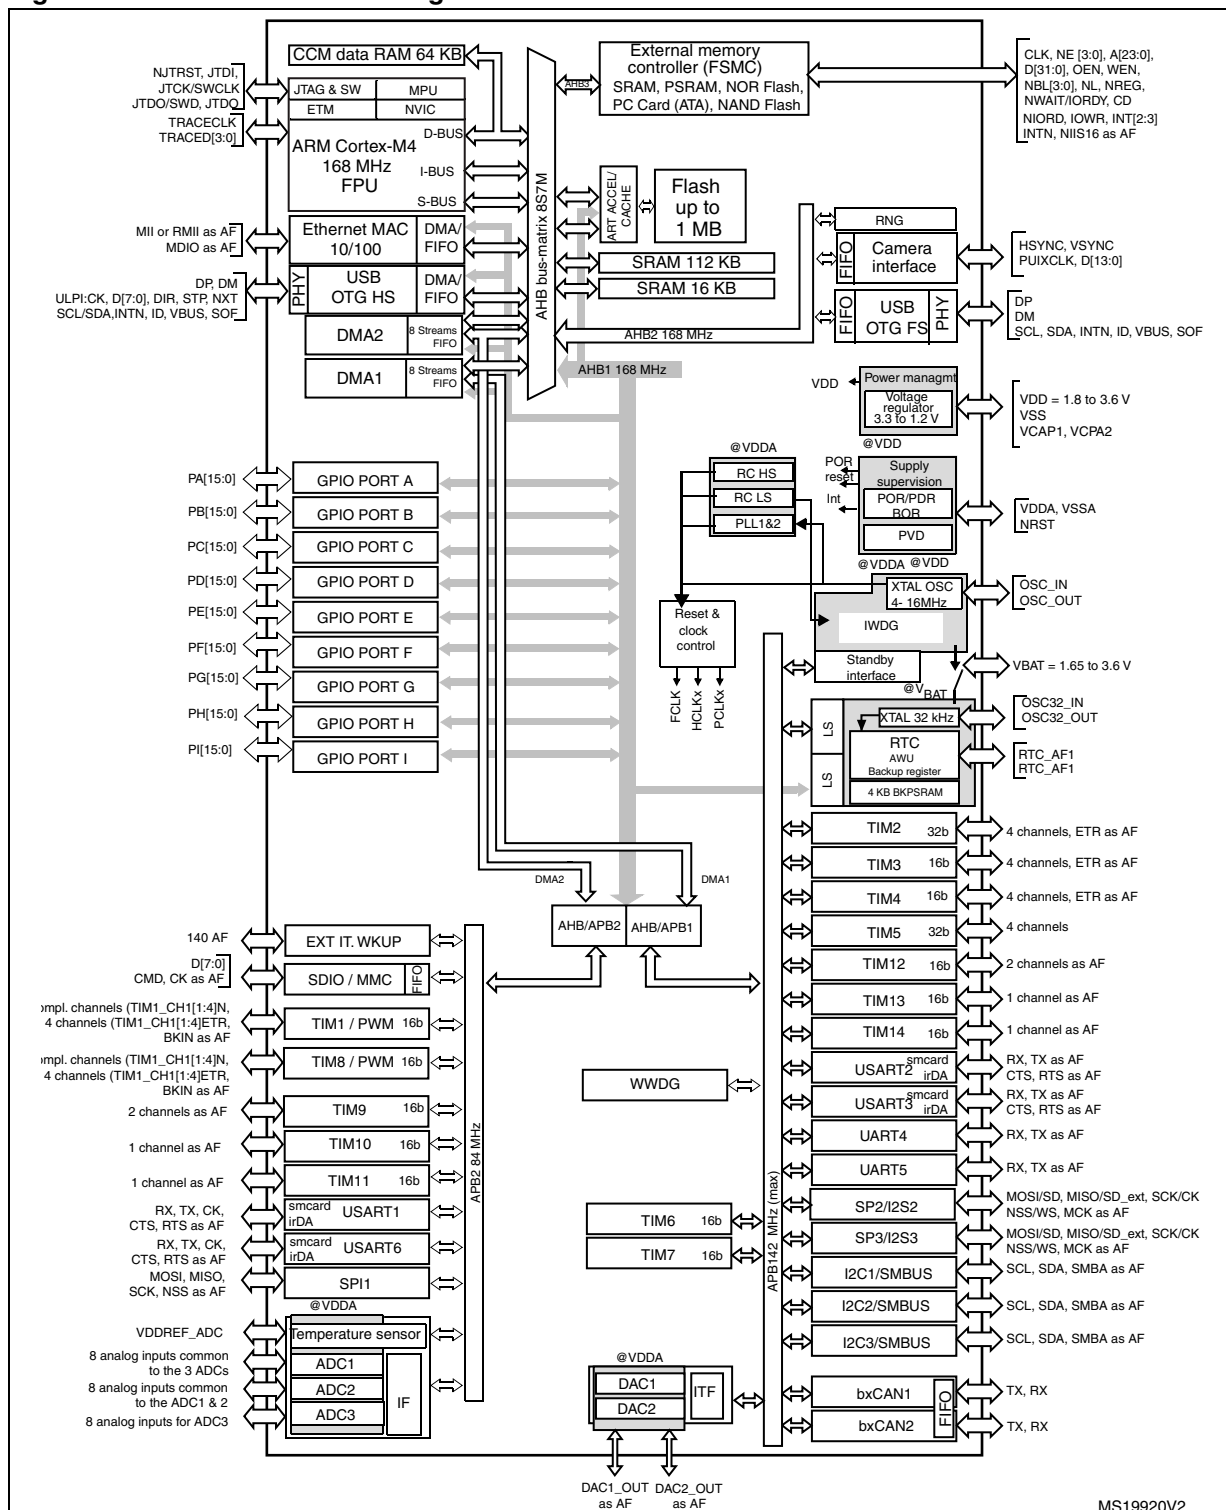 CCM data RAM 64 KB
External memory
controller (FSMC)
SRAM, PSRAM, NOR Flash,
PC Card (ATA), NAND Flash
AHB3
CLK, NE [3:0], A[23:0],
D[31:0], OEN, WEN,
NBL[3:0], NL, NREG,
NWAIT/IORDY, CD
NIORD, IOWR, INT[2:3]
INTN, NIIS16 as AF
NJTRST, JTDI,
JTCK/SWCLK
JTDO/SWD, JTDO
TRACECLK
TRACED[3:0]
JTAG & SW
MPU
ETM
NVIC
D-BUS
ARM Cortex-M4
168 MHz
FPU
I-BUS
S-BUS
AHB bus-matrix 8S7M
ART ACCEL/
CACHE
Flash
up to
1 MB
SRAM 112 KB
SRAM 16 KB
AHB2 168 MHz
AHB1 168 MHz
MII or RMII as AF
MDIO as AF
Ethernet MAC
10/100
DMA/
FIFO
DP, DM
ULPI:CK, D[7:0], DIR, STP, NXT
SCL/SDA,INTN, ID, VBUS, SOF
PHY
USB
OTG HS
DMA/
FIFO
DMA2
8 Streams
FIFO
DMA1
8 Streams
FIFO
RNG
FIFO
Camera
interface
HSYNC, VSYNC
PUIXCLK, D[13:0]
FIFO
USB
OTG FS
PHY
DP
DM
SCL, SDA, INTN, ID, VBUS, SOF
VDD
Power managmt
Voltage
regulator
3.3 to 1.2 V
VDD = 1.8 to 3.6 V
VSS
VCAP1, VCPA2
@VDD
@VDDA
RC HS
RC LS
PLL1&2
POR
reset
Int
Supply
supervision
POR/PDR
BOR
PVD
VDDA, VSSA
NRST
@VDDA @VDD
XTAL OSC
4- 16MHz
OSC_IN
OSC_OUT
IWDG
Reset &
clock
control
FCLK
HCLKx
PCLKx
Standby
interface
VBAT = 1.65 to 3.6 V
@VBAT
LS
LS
XTAL 32 kHz
OSC32_IN
OSC32_OUT
RTC
AWU
Backup register
4 KB BKPSRAM
RTC_AF1
RTC_AF1
PA[15:0]
GPIO PORT A
PB[15:0]
GPIO PORT B
PC[15:0]
GPIO PORT C
PD[15:0]
GPIO PORT D
PE[15:0]
GPIO PORT E
PF[15:0]
GPIO PORT F
PG[15:0]
GPIO PORT G
PH[15:0]
GPIO PORT H
PI[15:0]
GPIO PORT I
DMA2
DMA1
AHB/APB2
AHB/APB1
TIM2 32b
4 channels, ETR as AF
TIM3 16b
4 channels, ETR as AF
TIM4 16b
4 channels, ETR as AF
TIM5 32b
4 channels
TIM12 16b
2 channels as AF
TIM13 16b
1 channel as AF
TIM14 16b
1 channel as AF
USART2 smcard
irDA
RX, TX as AF
CTS, RTS as AF
USART3 smcard
irDA
RX, TX as AF
CTS, RTS as AF
UART4
RX, TX as AF
UART5
RX, TX as AF
SP2/I2S2
MOSI/SD, MISO/SD_ext, SCK/CK
NSS/WS, MCK as AF
SP3/I2S3
MOSI/SD, MISO/SD_ext, SCK/CK
NSS/WS, MCK as AF
I2C1/SMBUS
SCL, SDA, SMBA as AF
I2C2/SMBUS
SCL, SDA, SMBA as AF
I2C3/SMBUS
SCL, SDA, SMBA as AF
bxCAN1
TX, RX
FIFO
bxCAN2
TX, RX
140 AF
EXT IT. WKUP
D[7:0]
CMD, CK as AF
SDIO / MMC
FIFO
ompl. channels (TIM1_CH1[1:4]N,
4 channels (TIM1_CH1[1:4]ETR,
BKIN as AF
TIM1 / PWM 16b
ompl. channels (TIM1_CH1[1:4]N,
4 channels (TIM1_CH1[1:4]ETR,
BKIN as AF
TIM8 / PWM 16b
2 channels as AF
TIM9 16b
1 channel as AF
TIM10 16b
1 channel as AF
TIM11 16b
RX, TX, CK,
CTS, RTS as AF
smcard
irDA
USART1
RX, TX, CK,
CTS, RTS as AF
smcard
irDA
USART6
MOSI, MISO,
SCK, NSS as AF
SPI1
@VDDA
VDDREF_ADC
Temperature sensor
8 analog inputs common
to the 3 ADCs
ADC1
8 analog inputs common
to the ADC1 & 2
ADC2
8 analog inputs for ADC3
ADC3
IF
APB2 84 MHz
WWDG
TIM6 16b
TIM7 16b
APB142 MHz (max)
@VDDA
DAC1
DAC2
ITF
DAC1_OUT
as AF
DAC2_OUT
as AF
MS19920V2